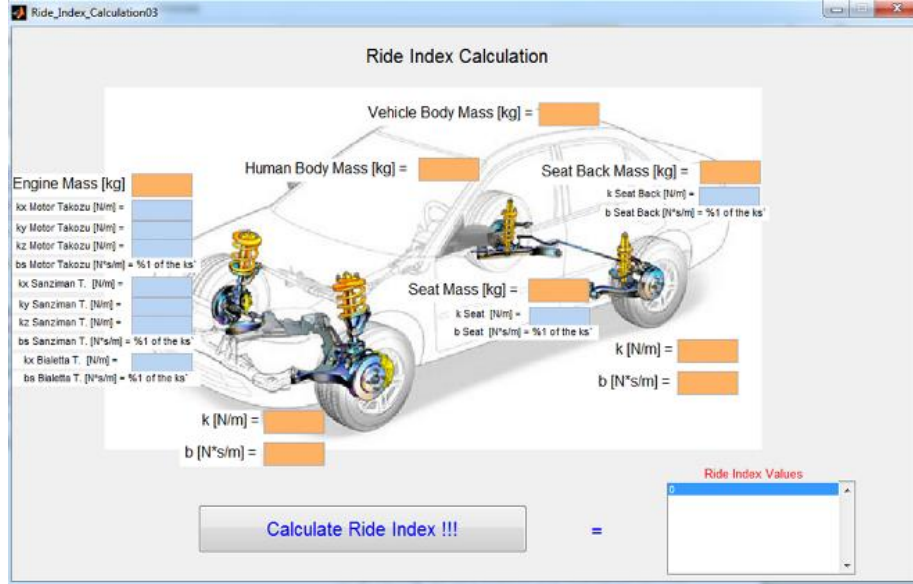 Ride_Index_Calculation03
Ride Index Calculation
Vehicle Body Mass [kg] =
Human Body Mass [kg] =
Seat Back Mass [kg] =
k Seat Back [N/m] =
b Seat Back [N*s/m] = %1 of the ks`
Engine Mass [kg]
kx Motor Takozu [N/m] =
ky Motor Takozu [N/m] =
kz Motor Takozu [N/m] =
bs Motor Takozu [N*s/m] = %1 of the ks`
kx Sanziman T. [N/m] =
ky Sanziman T. [N/m] =
kz Sanziman T. [N/m] =
bs Sanziman T. [N*s/m] = %1 of the ks`
kx Bialetta T. [N/m] =
bs Bialetta T. [N*s/m] = %1 of the ks`
Seat Mass [kg] =
k Seat [N/m] =
b Seat [N*s/m] = %1 of the ks`
k [N/m] =
b [N*s/m] =
k [N/m] =
b [N*s/m] =
Ride Index Values
0
Calculate Ride Index !!!
=